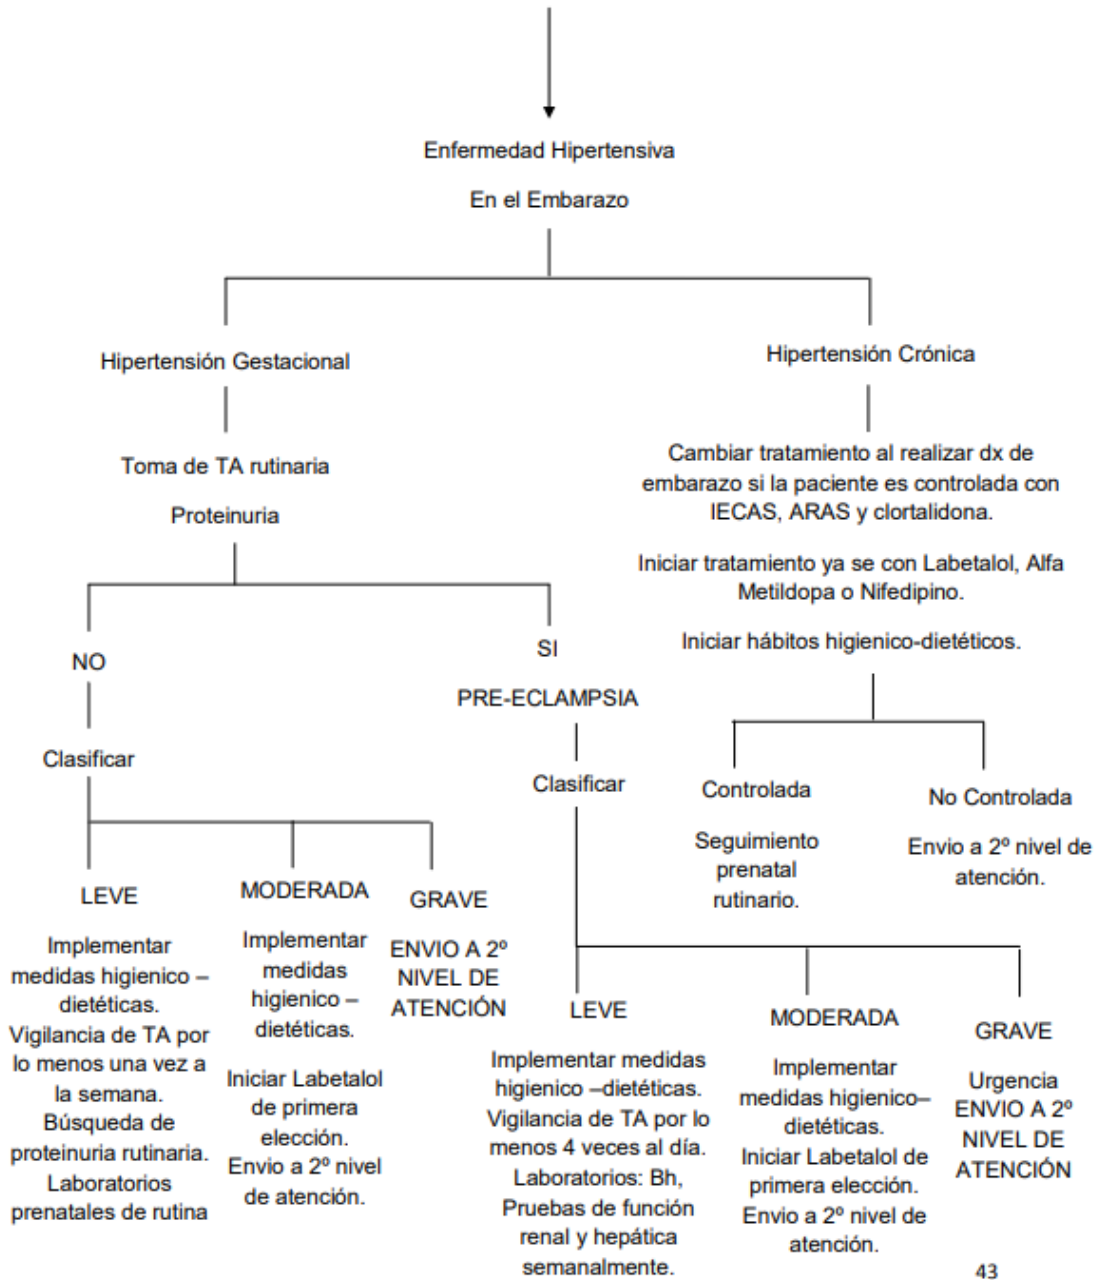 Enfermedad Hipertensiva
En el Embarazo
Hipertensión Gestacional
Toma de TA rutinaria
Proteinuria
NO
Clasificar
LEVE
Implementar
medidas higienico –
dietéticas.
Vigilancia de TA por
lo menos una vez a
la semana.
Búsqueda de
proteinuria rutinaria.
Laboratorios
prenatales de rutina
MODERADA
Implementar
medidas
higienico –
dietéticas.
Iniciar Labetalol
de primera
elección.
Envio a 2º nivel
de atención.
GRAVE
ENVIO A 2º
NIVEL DE
ATENCIÓN
SI
PRE-ECLAMPSIA
Clasificar
LEVE
Implementar medidas
higienico –dietéticas.
Vigilancia de TA por lo
menos 4 veces al día.
Laboratorios: Bh,
Pruebas de función
renal y hepática
semanalmente.
MODERADA
Implementar
medidas higienico–
dietéticas.
Iniciar Labetalol de
primera elección.
Envio a 2º nivel de
atención.
GRAVE
Urgencia
ENVIO A 2º
NIVEL DE
ATENCIÓN
Hipertensión Crónica
Cambiar tratamiento al realizar dx de
embarazo si la paciente es controlada con
IECAS, ARAS y clortalidona.
Iniciar tratamiento ya se con Labetalol, Alfa
Metildopa o Nifedipino.
Iniciar hábitos higienico-dietéticos.
Controlada
Seguimiento
prenatal
rutinario.
No Controlada
Envio a 2º nivel de
atención.
43